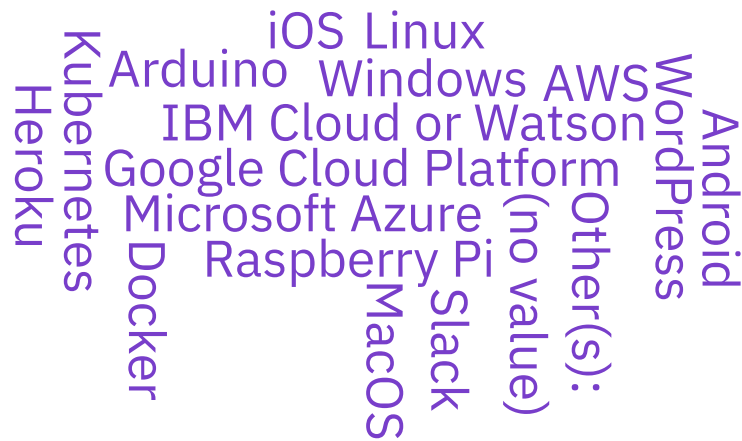 iOS
Linux
Kubernetes
Arduino
Windows
AWS
WordPress
Heroku
IBM Cloud or Watson
Android
Google Cloud Platform
Microsoft Azure
(no value)
Other(s):
Docker
Raspberry Pi
MacOS
Slack